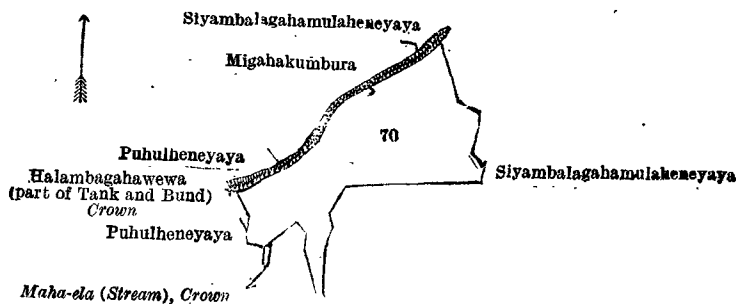 Siyambalagahamulaheneyaya
Migahakumbura
70
Puhulheneyaya
Halambagahawewa
(part of Tank and Bund)
Crown
Siyambalagahamulaheneyaya
Puhulheneyaya
Maha-ela (Stream), Crown